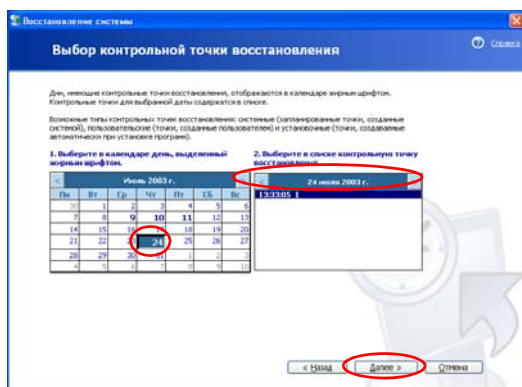 Восстановление системы
Выбор контрольной точки восстановления
Справка
Дни, имеющие контрольные точки восстановления, отображаются в календаре жирным шрифтом.
Контрольные точки для выбранной даты содержатся в списке.
Возможные типы контрольных точек восстановления: системные (запланированные точки, созданные
системой), пользовательские (точки, созданные пользователем) и установочные (точки, создаваемые
автоматически при установке программ).
1. Выберите в календаре день, выделенный
жирным шрифтом.
2. Выберите в списке контрольную точку
восстановления.
< Июль 2003 г.
< 24 июля 2003 г.
Пн Вт Ср Чт Пт Сб Вс
13:33:05 1
30 1 2 3 4 5 6
7 8 9 10 11 12 13
14 15 16 17 18 19 20
21 22 23 24 25 26 27
28 29 30 31 1 2 3
4 5 6 7 8 9 10
< Назад
Далее >
Отмена